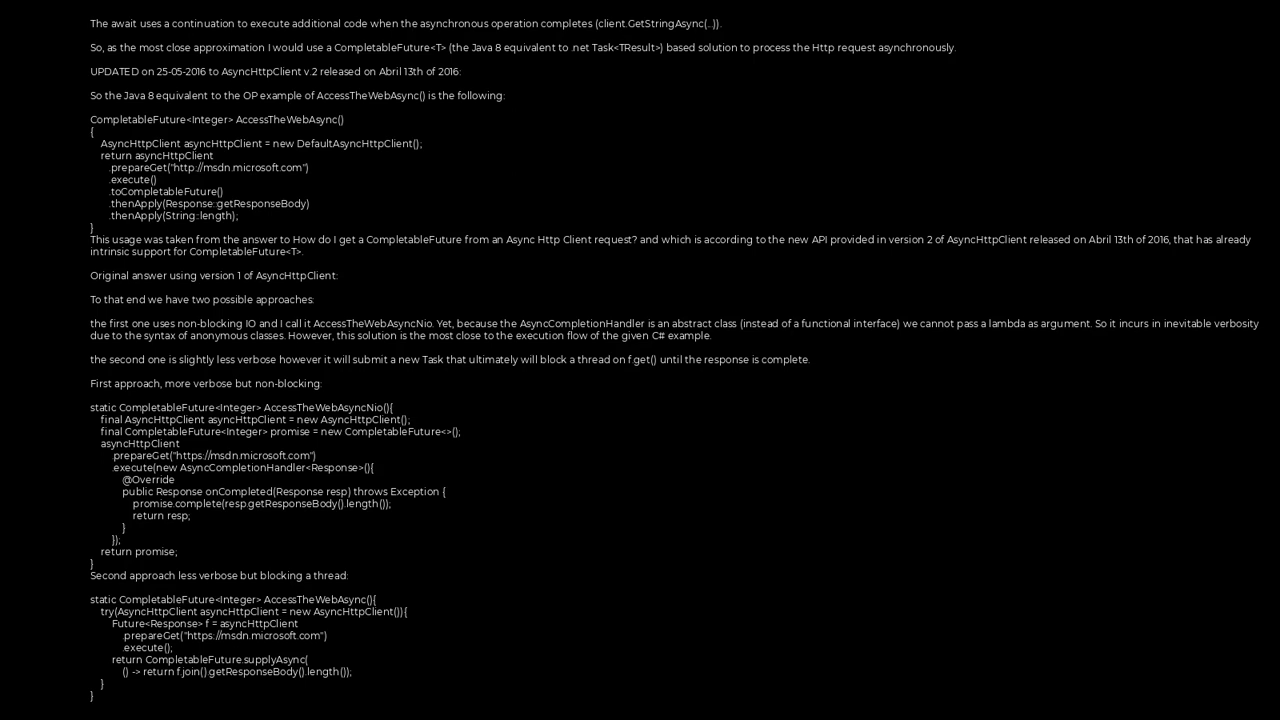 The await uses a continuation to execute additional code when the asynchronous operation completes (client.GetStringAsync(...)).
So, as the most close approximation I would use a CompletableFuture<T> (the Java 8 equivalent to .net Task<TResult>) based solution to process the Http request asynchronously.
UPDATED on 25-05-2016 to AsyncHttpClient v.2 released on Abril 13th of 2016:
So the Java 8 equivalent to the OP example of AccessTheWebAsync() is the following:
CompletableFuture<Integer> AccessTheWebAsync()
{
    AsyncHttpClient asyncHttpClient = new DefaultAsyncHttpClient();
    return asyncHttpClient
       .prepareGet("http://msdn.microsoft.com")
       .execute()
       .toCompletableFuture()
       .thenApply(Response::getResponseBody)
       .thenApply(String::length);
}
This usage was taken from the answer to How do I get a CompletableFuture from an Async Http Client request? and which is according to the new API provided in version 2 of AsyncHttpClient released on Abril 13th of 2016, that has already
intrinsic support for CompletableFuture<T>.
Original answer using version 1 of AsyncHttpClient:
To that end we have two possible approaches:
the first one uses non-blocking IO and I call it AccessTheWebAsyncNio. Yet, because the AsyncCompletionHandler is an abstract class (instead of a functional interface) we cannot pass a lambda as argument. So it incurs in inevitable verbosity
due to the syntax of anonymous classes. However, this solution is the most close to the execution flow of the given C# example.
the second one is slightly less verbose however it will submit a new Task that ultimately will block a thread on f.get() until the response is complete.
First approach, more verbose but non-blocking:
static CompletableFuture<Integer> AccessTheWebAsyncNio(){
    final AsyncHttpClient asyncHttpClient = new AsyncHttpClient();
    final CompletableFuture<Integer> promise = new CompletableFuture<>();
    asyncHttpClient
        .prepareGet("https://msdn.microsoft.com")
        .execute(new AsyncCompletionHandler<Response>(){
            @Override
            public Response onCompleted(Response resp) throws Exception {
                promise.complete(resp.getResponseBody().length());
                return resp;
            }
        });
    return promise;
}
Second approach less verbose but blocking a thread:
static CompletableFuture<Integer> AccessTheWebAsync(){
    try(AsyncHttpClient asyncHttpClient = new AsyncHttpClient()){
        Future<Response> f = asyncHttpClient
            .prepareGet("https://msdn.microsoft.com")
            .execute();
        return CompletableFuture.supplyAsync(
            () -> return f.join().getResponseBody().length());
    }
}